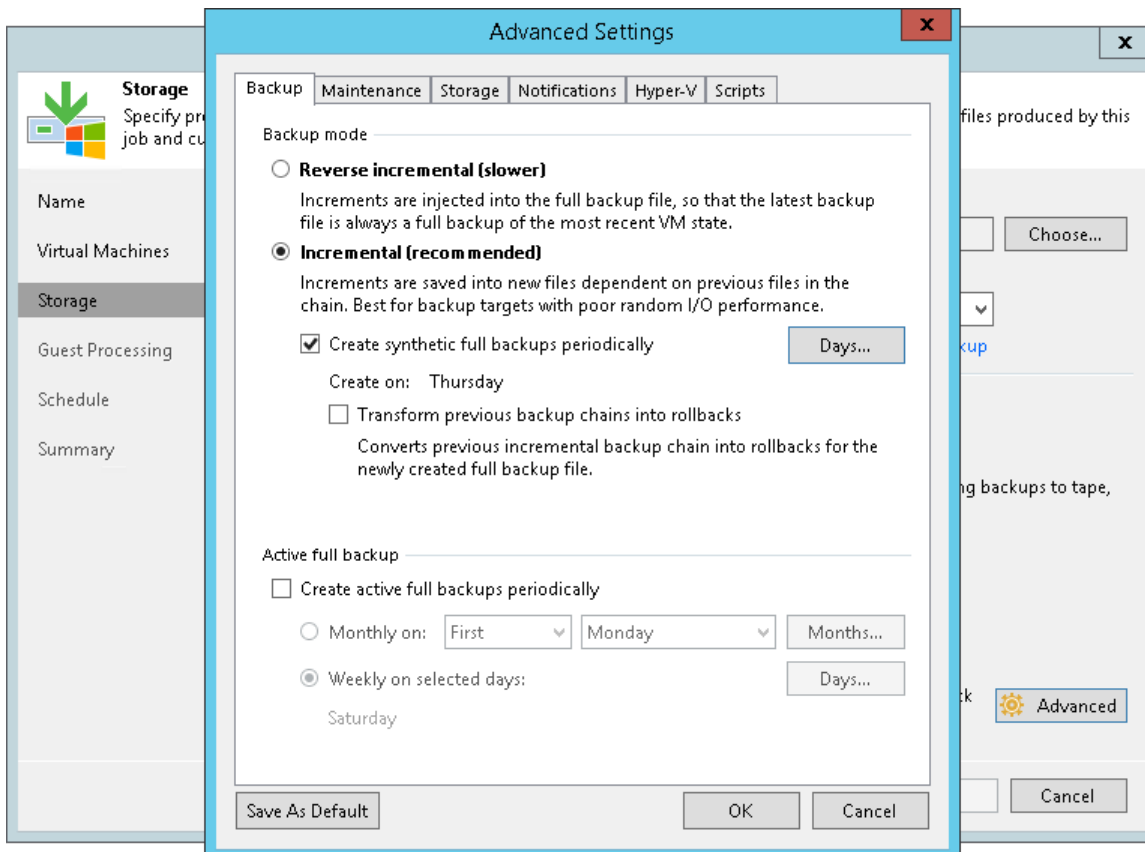 Advanced Settings
x
x
Storage
Specify pr
job and cu
files produced by this
Name
Virtual Machines
Storage
Guest Processing
Schedule
Summary
Backup
Maintenance
Storage
Notifications
Hyper-V
Scripts
Backup mode
Reverse incremental (slower)
Increments are injected into the full backup file, so that the latest backup
file is always a full backup of the most recent VM state.
Incremental (recommended)
Increments are saved into new files dependent on previous files in the
chain. Best for backup targets with poor random I/O performance.
Create synthetic full backups periodically
Days...
Create on: Thursday
Transform previous backup chains into rollbacks
Converts previous incremental backup chain into rollbacks for the
newly created full backup file.
Active full backup
Create active full backups periodically
Monthly on: First Monday Months...
Weekly on selected days: Days...
Saturday
Save As Default
OK
Cancel
Choose...
kup
ng backups to tape,
ck
Advanced
Cancel